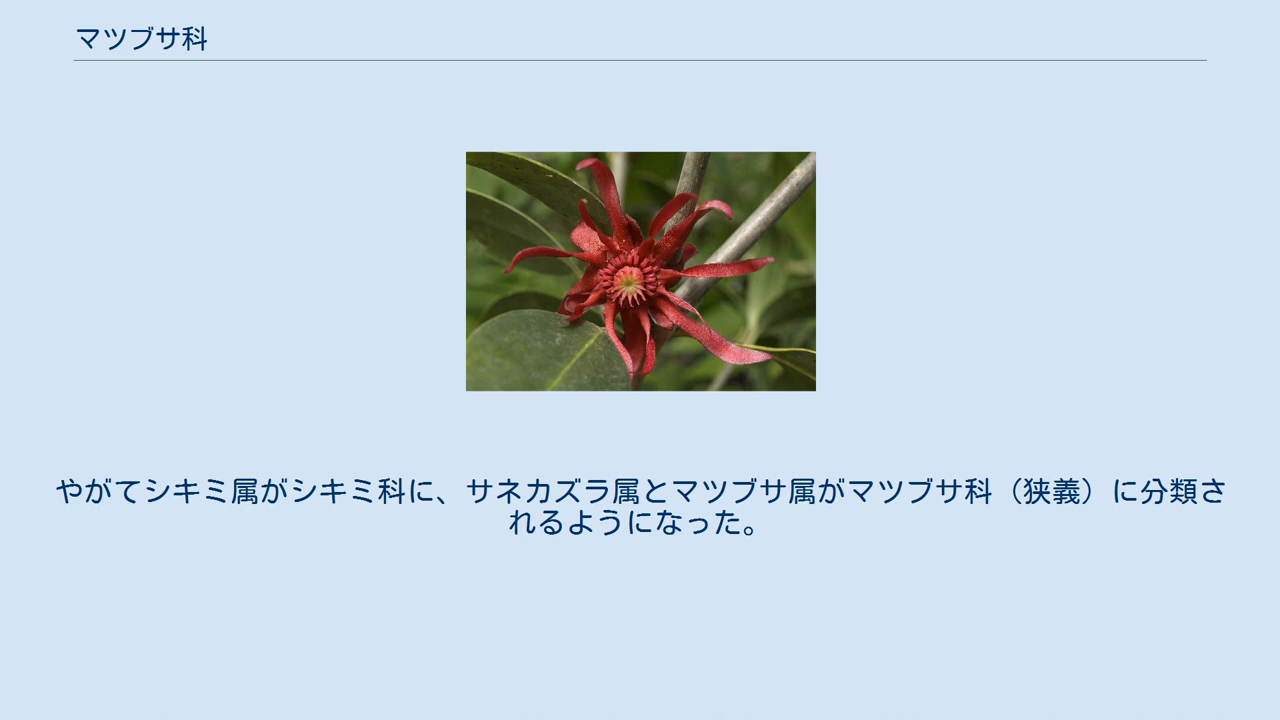 マツブサ科
やがてシキミ属がシキミ科に、サネカズラ属とマツブサ属がマツブサ科（狭義）に分類さ
れるようになった。